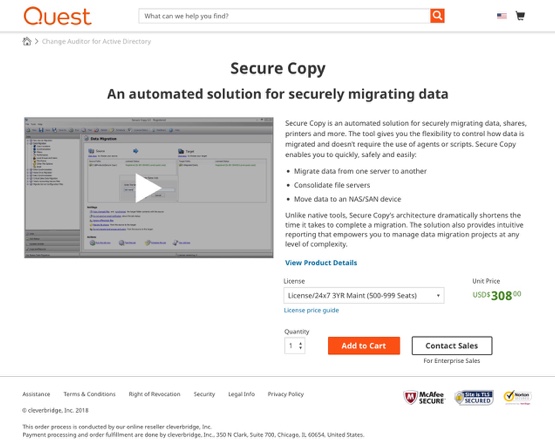 Quest
What can we help you find?
Change Auditor for Active Directory
Secure Copy
An automated solution for securely migrating data
Secure Copy is an automated solution for securely migrating data, shares,
printers and more. The tool gives you the flexibility to control how data is
migrated and doesn't require the use of agents or scripts. Secure Copy
enables you to quickly, safely and easily:
Migrate data from one server to another
Consolidate file servers
Move data to an NAS/SAN device
Unlike native tools, Secure Copy's architecture dramatically shortens the
time it takes to complete a migration. The solution also provides intuitive
reporting that empowers you to manage data migration projects at any
level of complexity.
View Product Details
License
Unit Price
License/24x7 3YR Maint (500-999 Seats)
USD$ 308 00
License price guide
Quantity
1
Add to Cart
Contact Sales
For Enterprise Sales
Assistance
Terms & Conditions
Right of Revocation
Security
Legal Info
Privacy Policy
McAfee
SECURE
Site is TLS
SECURED
Norton
© cleverbridge, Inc. 2018
This order process is conducted by our online reseller cleverbridge, Inc.
Payment processing and order fulfillment are done by cleverbridge, Inc., 350 N Clark, Suite 700, Chicago, IL 60654, United States.